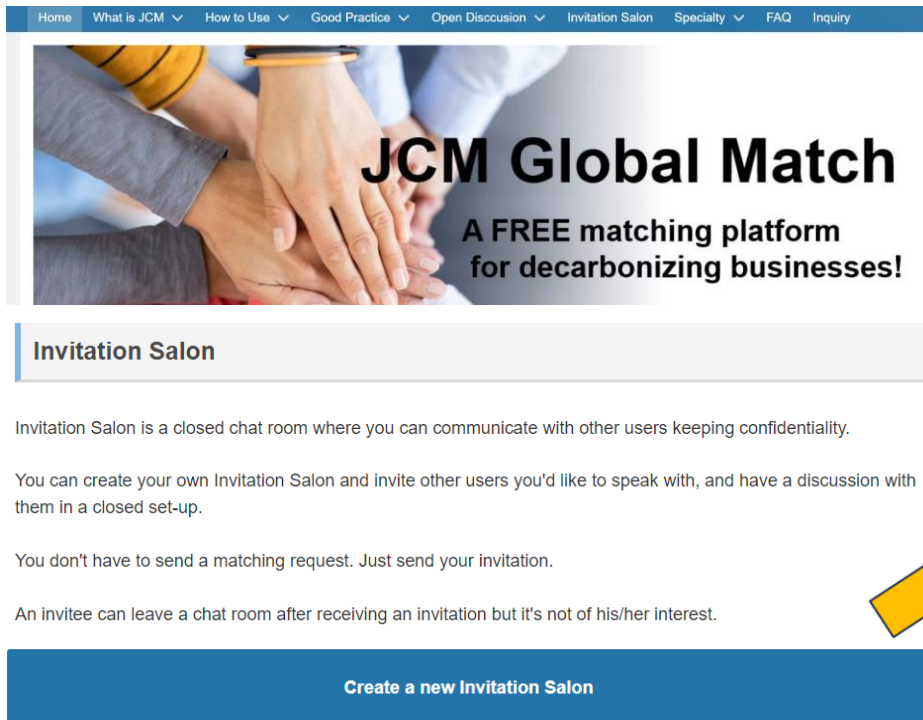 Home What is JCM How to Use Good Practice Open Disccusion Invitation Salon Specialty FAQ Inquiry
JCM Global Match
A FREE matching platform
for decarbonizing businesses!
Invitation Salon
Invitation Salon is a closed chat room where you can communicate with other users keeping confidentiality.
You can create your own Invitation Salon and invite other users you'd like to speak with, and have a discussion with
them in a closed set-up.
You don't have to send a matching request. Just send your invitation.
An invitee can leave a chat room after receiving an invitation but it's not of his/her interest.
Create a new Invitation Salon